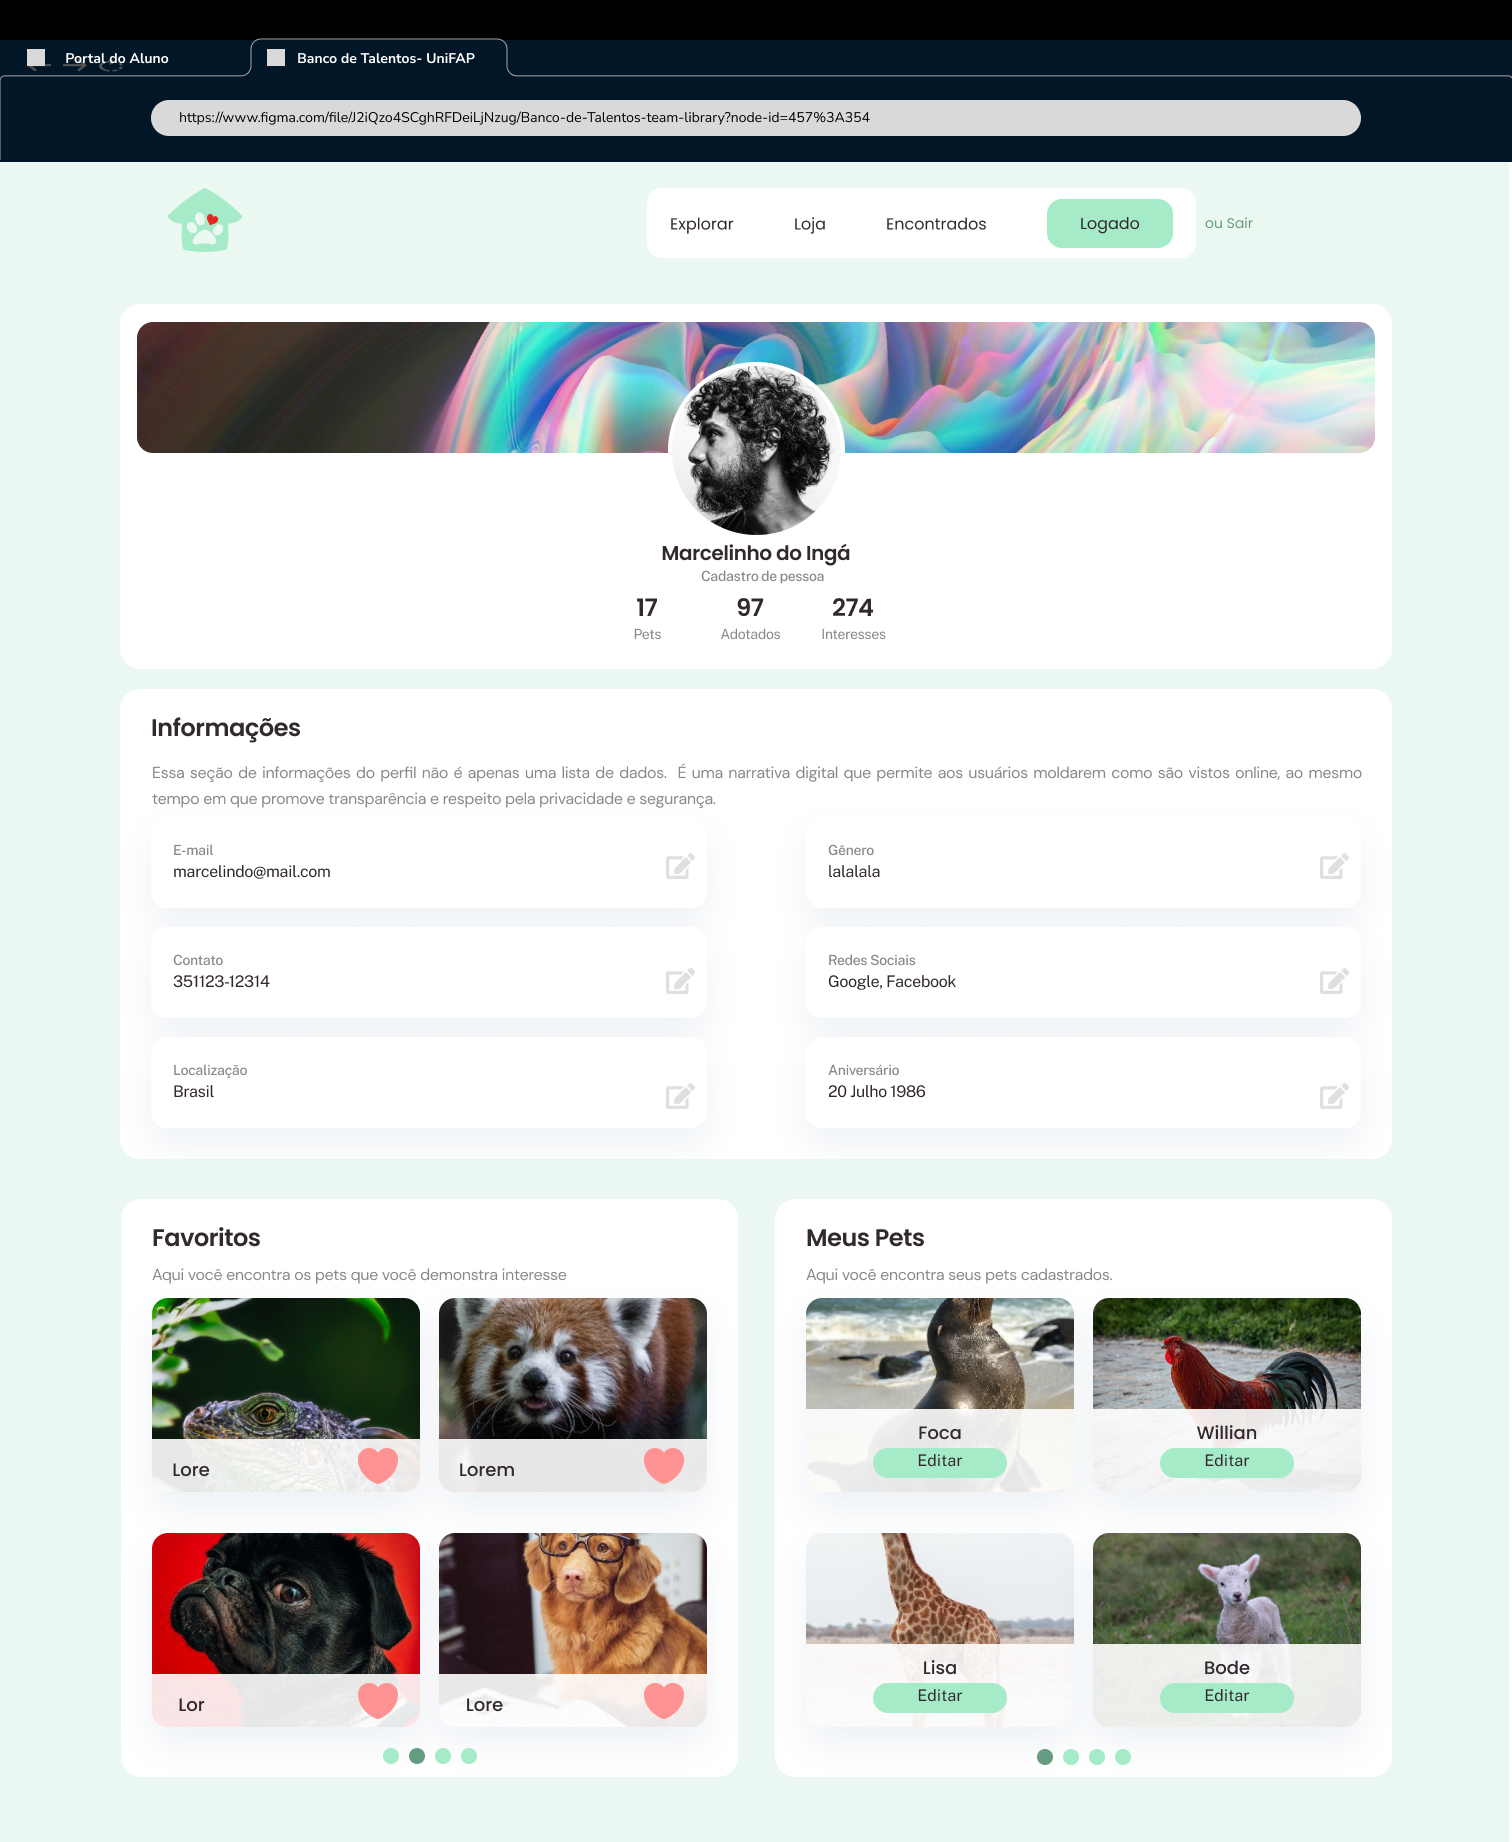 Portal do Aluno
Banco de Talentos- UniFAP
https://www.figma.com/file/J2iQzo4SCghRFDeiLjNzug/Banco-de-Talentos-team-library?node-id=457%3A354
Explorar
Loja
Encontrados
Logado
ou Sair
Marcelinho do Ingá
Cadastro de pessoa
17
97
274
Pets
Adotados
Interesses
Informações
Essa seção de informações do perfil não é apenas uma lista de dados.  É uma narrativa digital que permite aos usuários moldarem como são vistos online, ao mesmo
tempo em que promove transparência e respeito pela privacidade e segurança.
E-mail
marcelindo@mail.com
Gênero
lalalala
Contato
351123-12314
Redes Sociais
Google, Facebook
Localização
Brasil
Aniversário
20 Julho 1986
Favoritos
Aqui você encontra os pets que você demonstra interesse
Lore
Lorem
Lor
Lore
Meus Pets
Aqui você encontra seus pets cadastrados.
Foca
Editar
Willian
Editar
Lisa
Editar
Bode
Editar